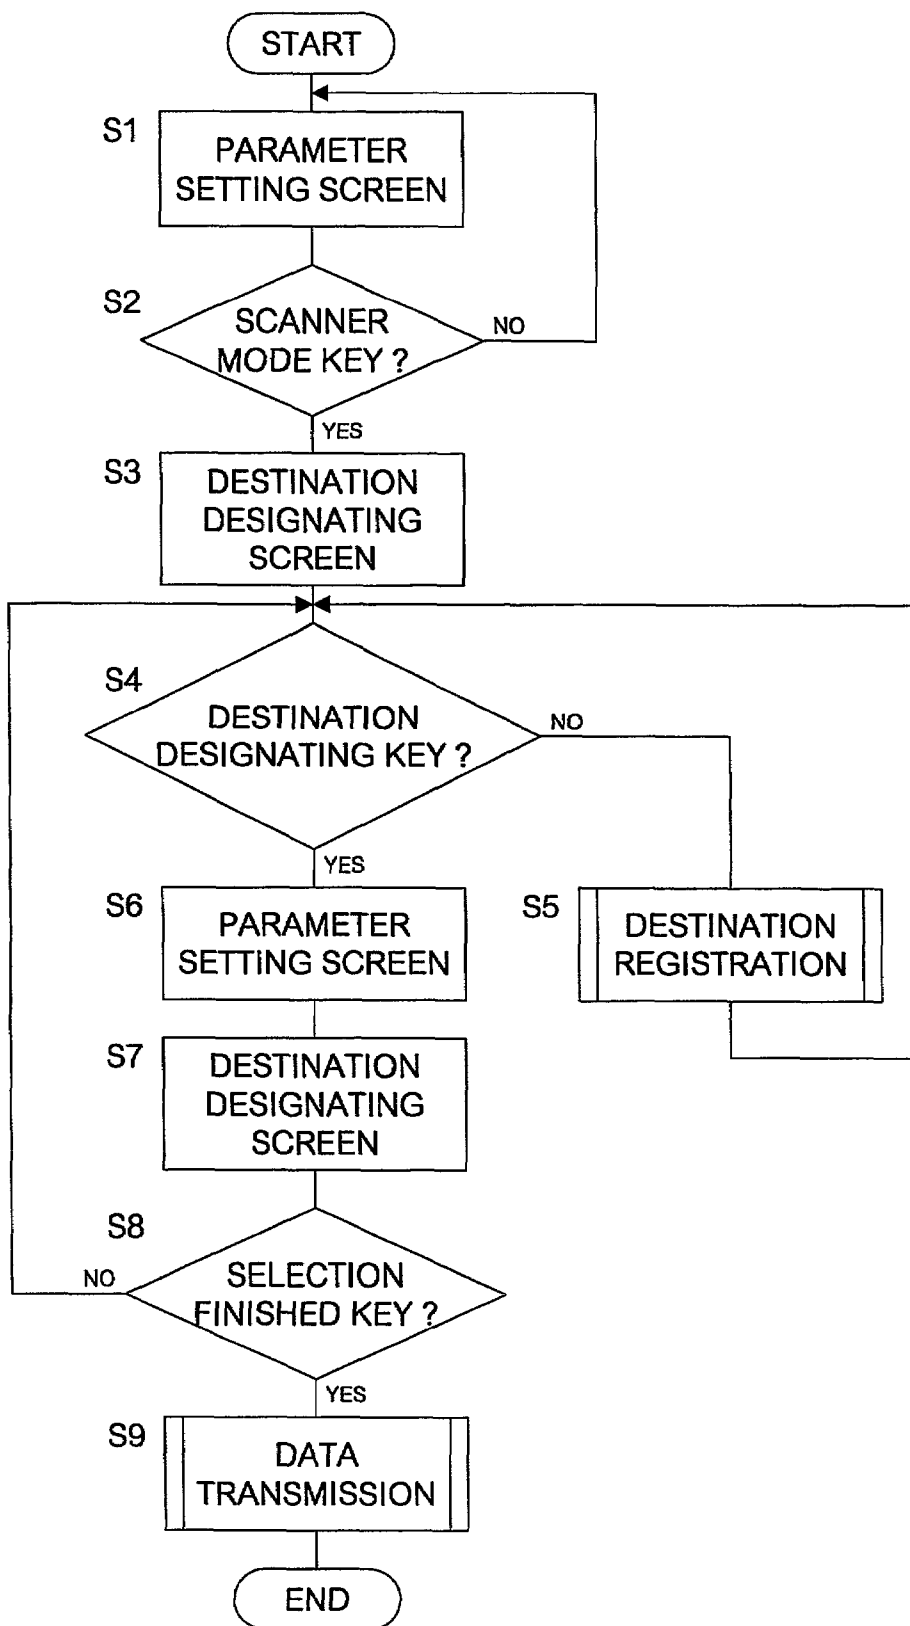 START
S1
PARAMETER
SETTING SCREEN
S2
SCANNER
MODE KEY ?
NO
YES
S3
DESTINATION
DESIGNATING
SCREEN
S4
DESTINATION
DESIGNATING KEY ?
NO
YES
S6
PARAMETER
SETTING SCREEN
S5
DESTINATION
REGISTRATION
S7
DESTINATION
DESIGNATING
SCREEN
S8
SELECTION
FINISHED KEY ?
NO
YES
S9
DATA
TRANSMISSION
END